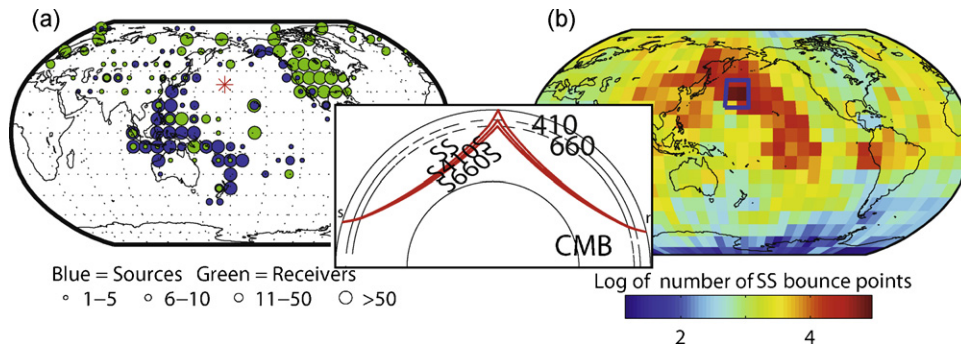 (a)
(b)
SS
S410S
S660S
410
660
s
r
CMB
Blue = Sources Green = Receivers
1–5 6–10 11–50 >50
Log of number of SS bounce points
2 4